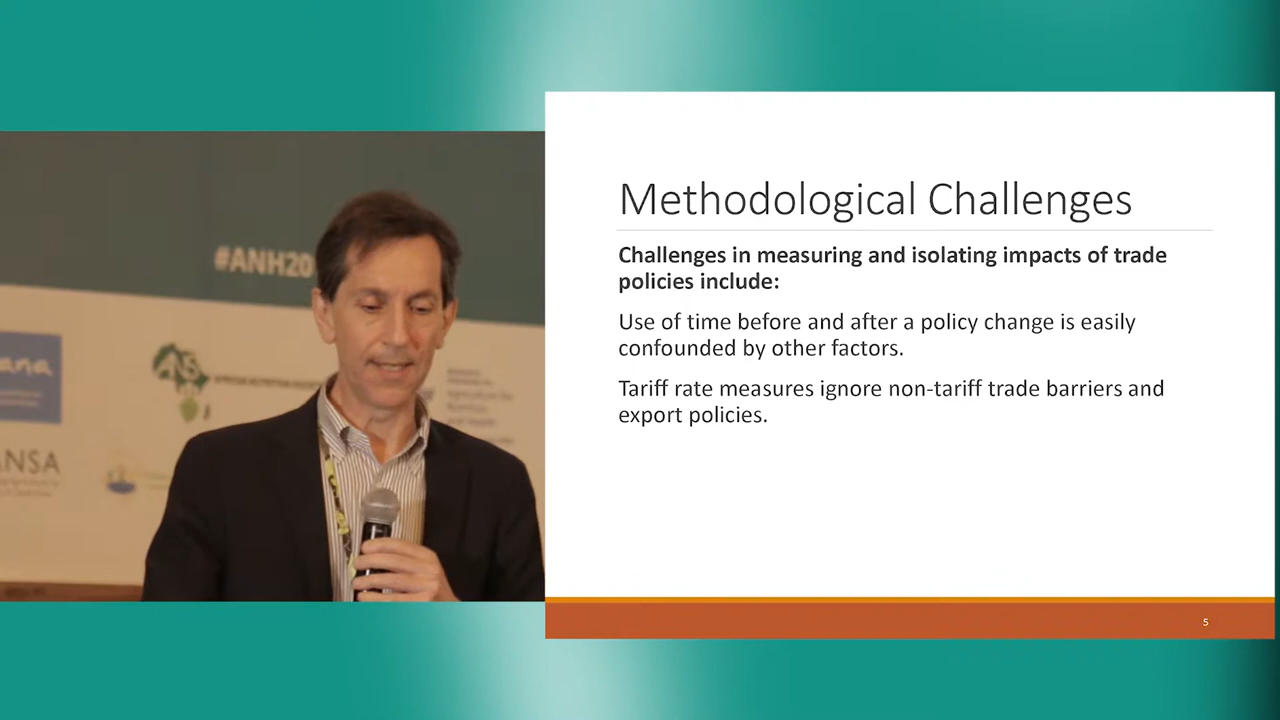 #ANH20
ana
ANSA
Methodological Challenges
Challenges in measuring and isolating impacts of trade
policies include:
Use of time before and after a policy change is easily
confounded by other factors.
Tariff rate measures ignore non-tariff trade barriers and
export policies.
5